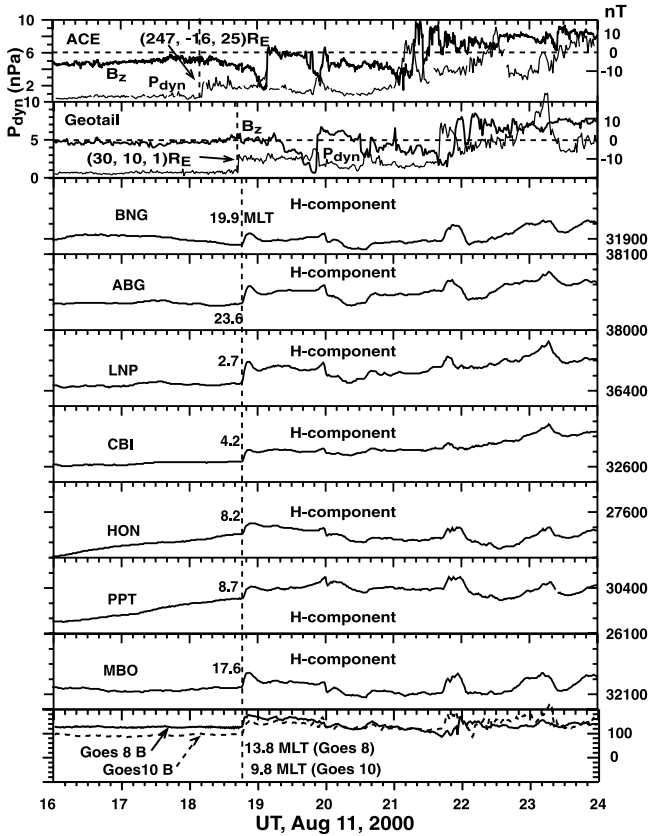 nT
10
ACE
(247, -16, 25)RE
10
6
0
Bz
Pdyn
-10
2
Pdyn (nPa)
10
Geotail
Bz
10
5
0
(30, 10, 1)RE
Pdyn
-10
0
BNG
19.9 MLT
H-component
31900
38100
ABG
H-component
23.6
38000
LNP
2.7
H-component
36400
CBI
4.2
H-component
32600
HON
8.2
H-component
27600
PPT
8.7
30400
H-component
26100
MBO
17.6
H-component
32100
100
Goes 8 B
13.8 MLT (Goes 8)
0
Goes10 B
9.8 MLT (Goes 10)
16 17 18 19 20 21 22 23 24
UT, Aug 11, 2000